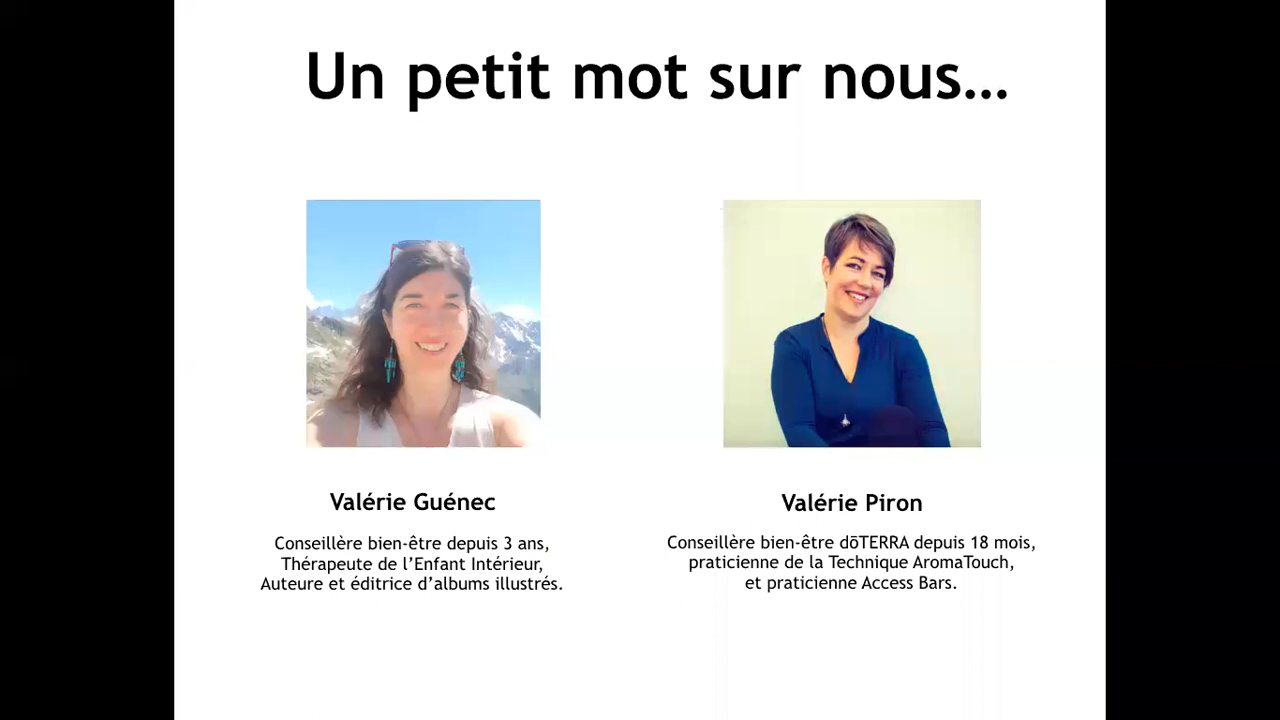 Un petit mot sur nous...
Valérie Guénec
Conseillère bien-être depuis 3 ans,
Thérapeute de l'Enfant Intérieur,
Auteure et éditrice d'albums illustrés.
Valérie Piron
Conseillère bien-être dōTERRA depuis 18 mois,
praticienne de la Technique AromaTouch,
et praticienne Access Bars.